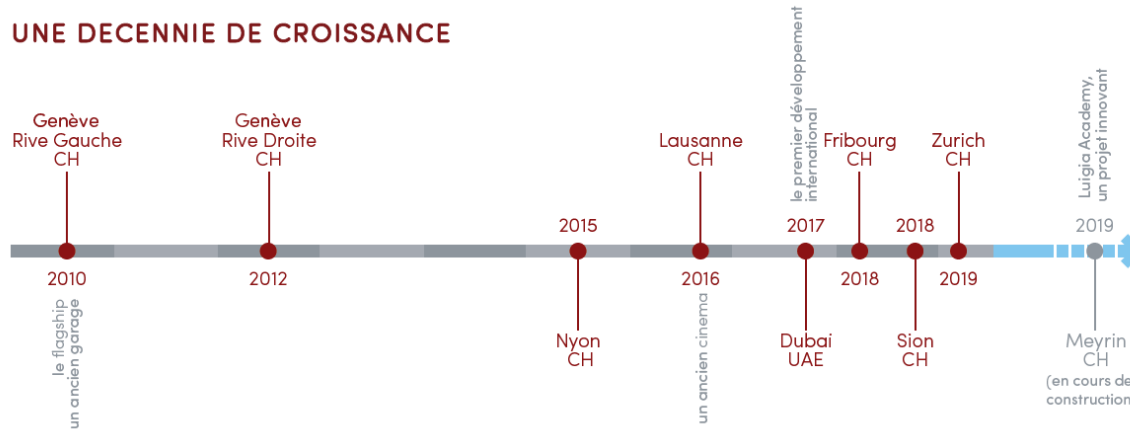 UNE DECENNIE DE CROISSANCE
Genève
Rive Gauche
CH
2010
le flagship
un ancien garage
Genève
Rive Droite
CH
2012
2015
Nyon
CH
Lausanne
CH
2016
un ancien cinema
le premier développement
international
2017
Dubai
UAE
Fribourg
CH
2018
2018
Sion
CH
Zurich
CH
2019
Luigia Academy,
un projet innovant
2019
Meyrin
CH
(en cours de
construction